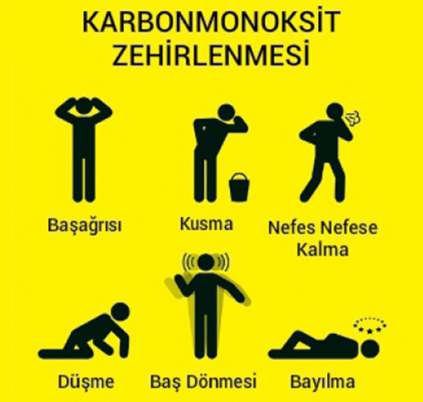 KARBONMONOKSİT
ZEHİRLENMESİ
Başağrısı
Kusma
Nefes Nefese
Kalma
Düşme
Baş Dönmesi
Bayılma